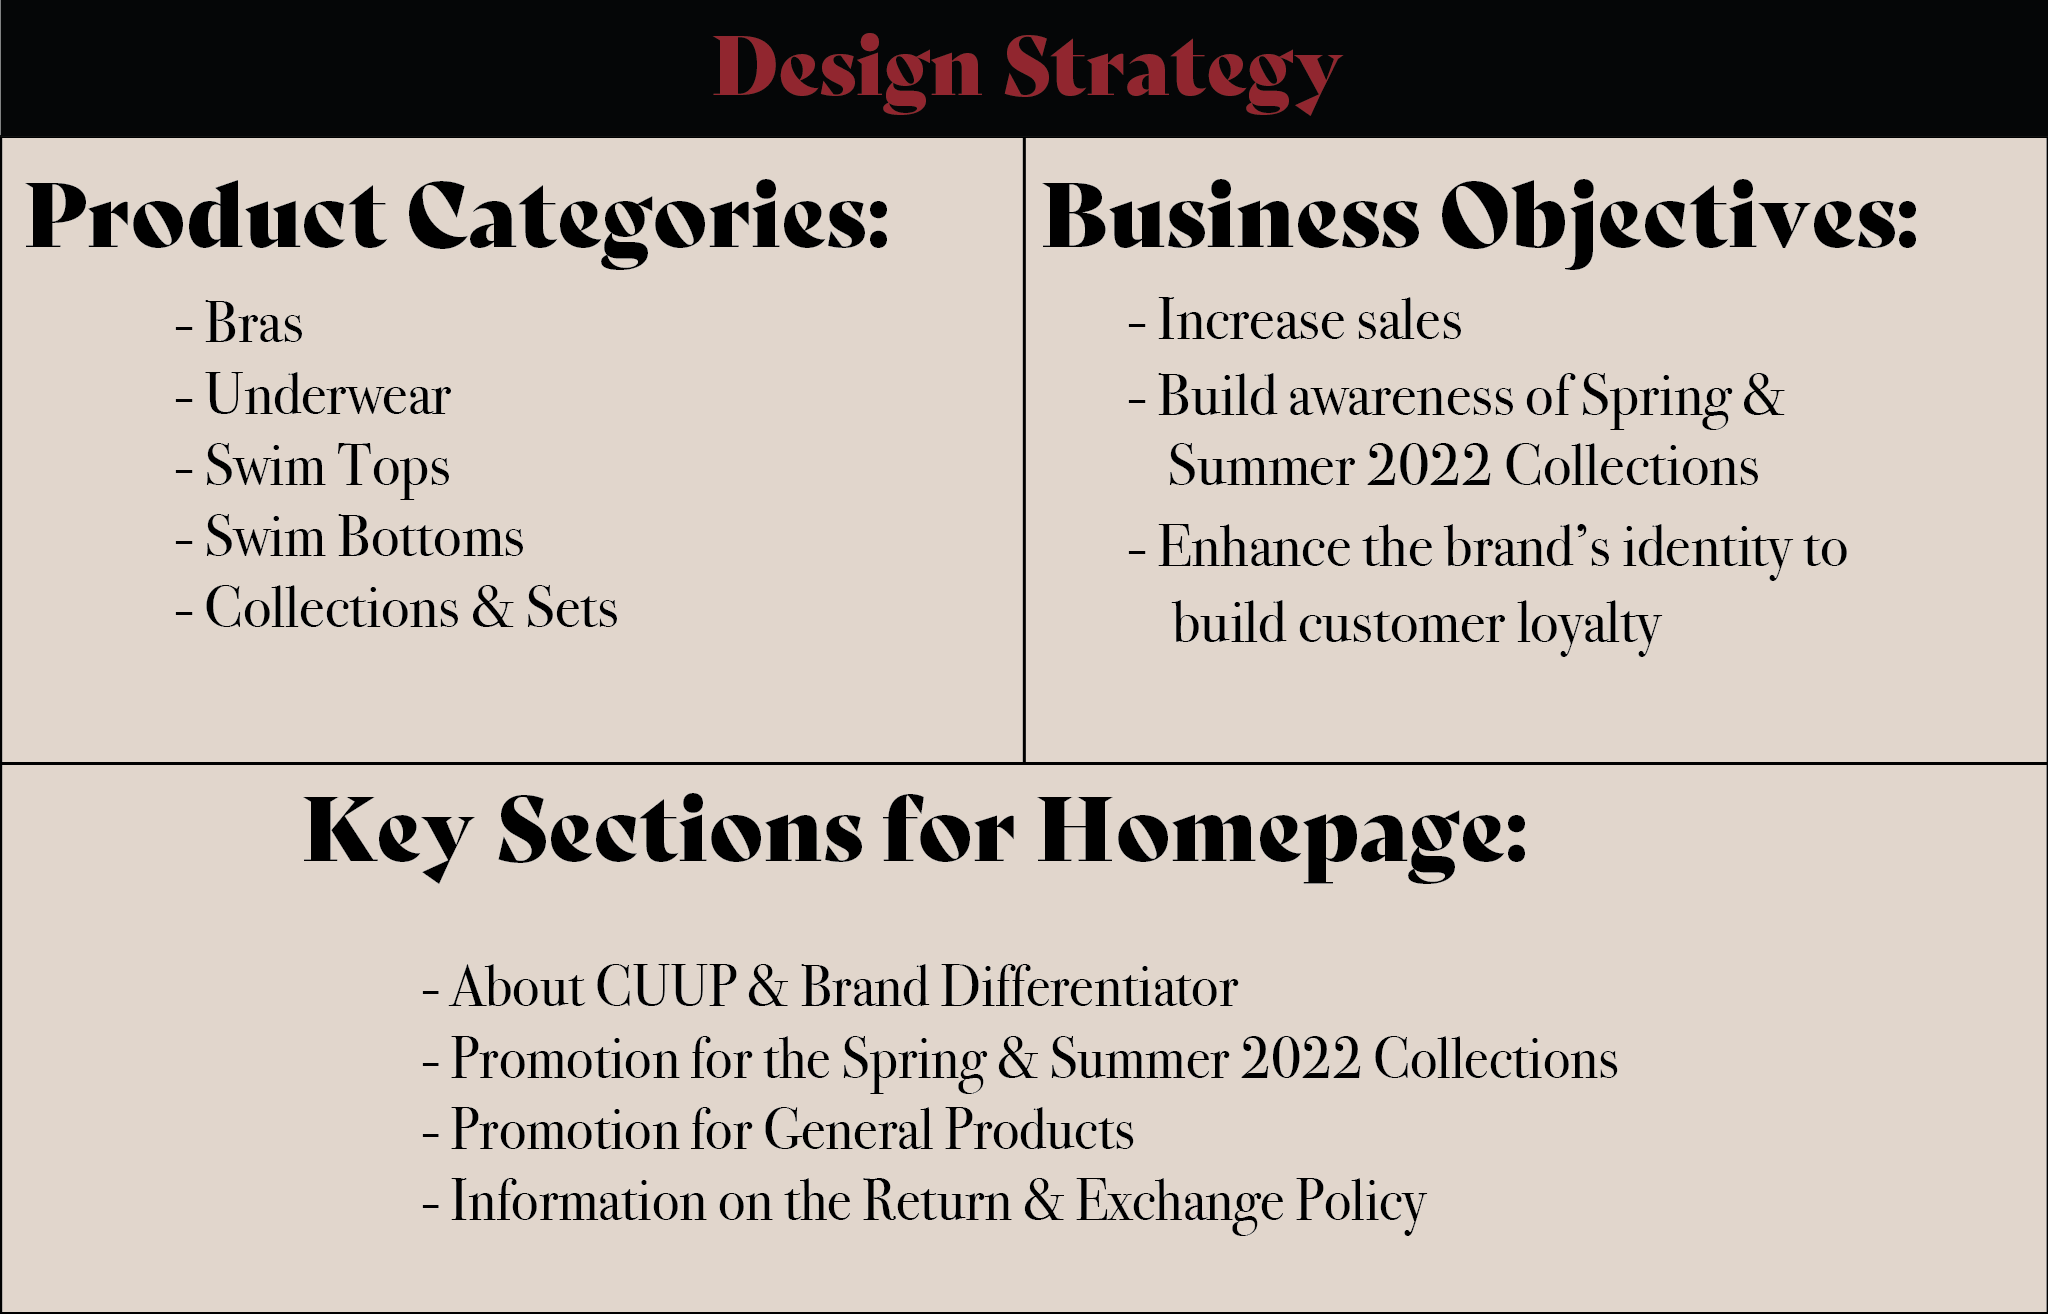 Design Strategy
Product Categories:
- Bras
- Underwear
- Swim Tops
- Swim Bottoms
- Collections & Sets
Business Objectives:
- Increase sales
- Build awareness of Spring &
Summer 2022 Collections
- Enhance the brand’s identity to
build customer loyalty
Key Sections for Homepage:
- About CUUP & Brand Differentiator
- Promotion for the Spring & Summer 2022 Collections
- Promotion for General Products
- Information on the Return & Exchange Policy